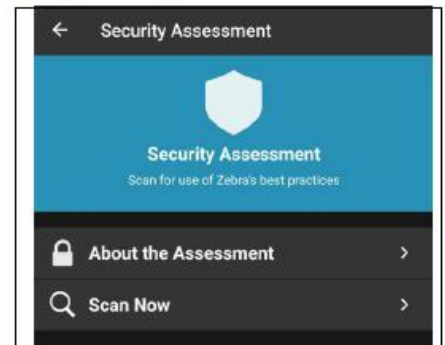 Security Assessment
Security Assessment
Scan for use of Zebra's best practices
About the Assessment
Scan Now